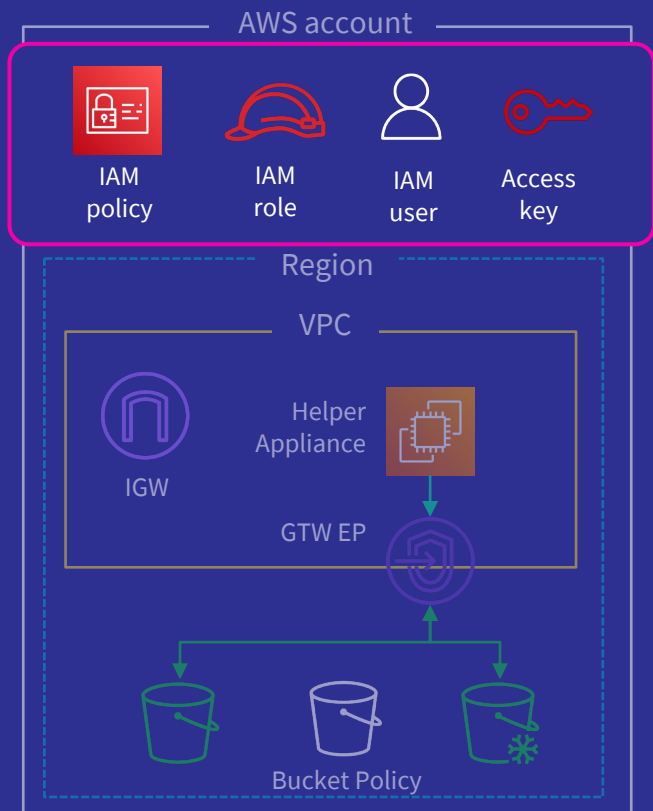 AWS account
IAM
policy
IAM
role
IAM
user
Access
key
Region
VPC
IGW
Helper
Appliance
GTW EP
Bucket Policy